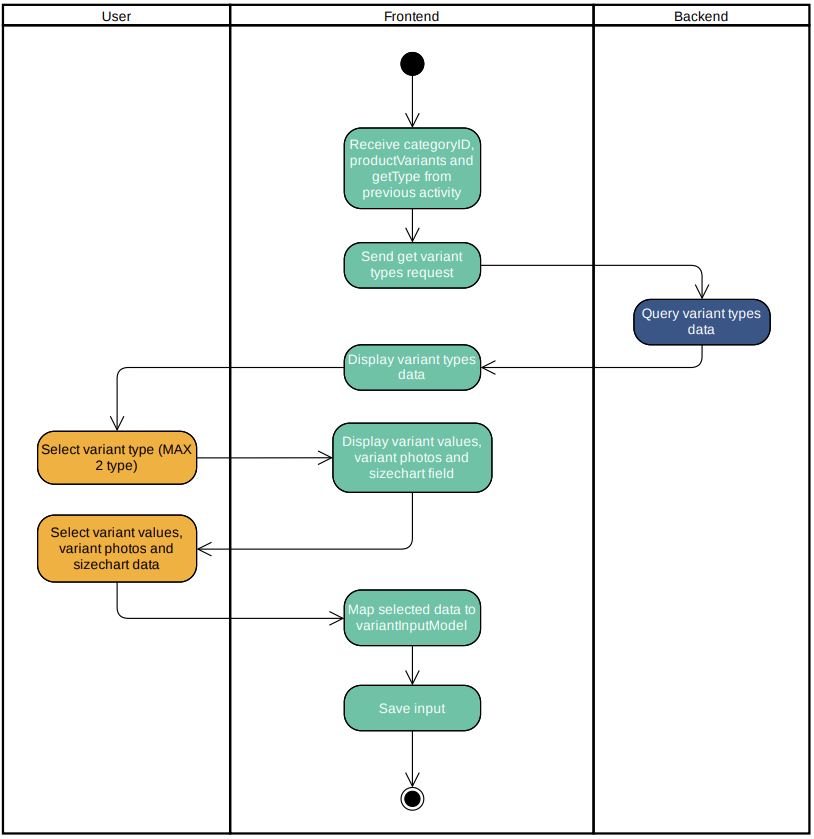 User
Frontend
Backend
Receive categoryID,
productVariants and
getType from
previous activity
Send get variant
types request
Query variant types
data
Display variant types
data
Select variant type (MAX
2 type)
Display variant values,
variant photos and
sizechart field
Select variant values,
variant photos and
sizechart data
Map selected data to
variantInputModel
Save input